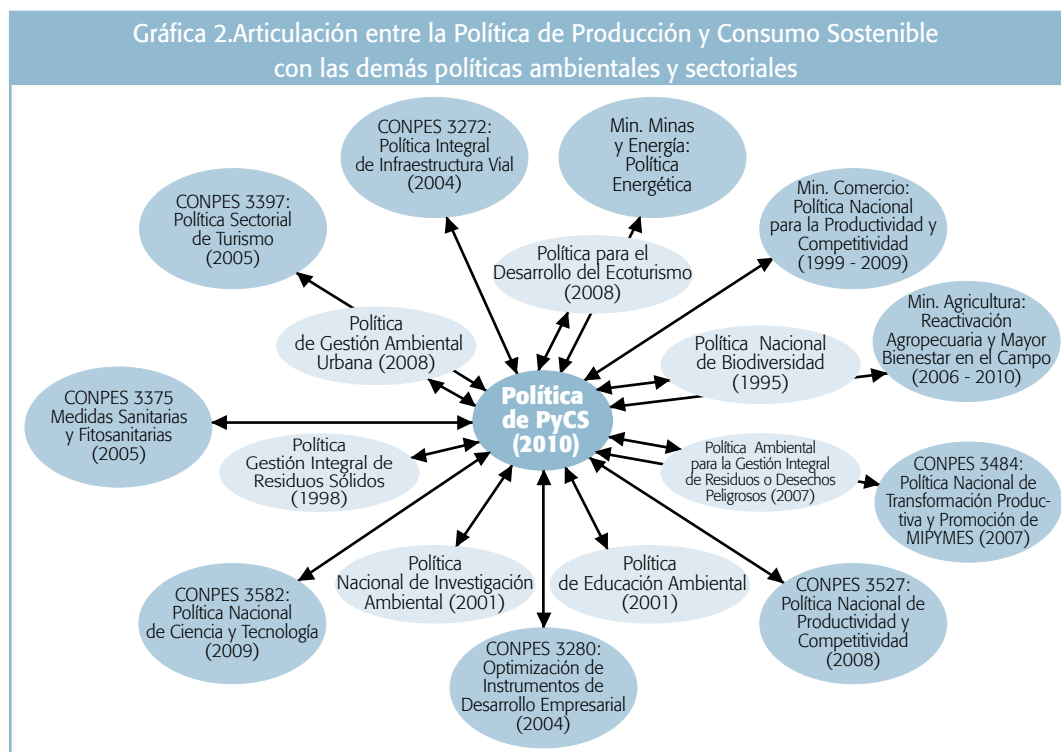 Gráfica 2.Articulación entre la Política de Producción y Consumo Sostenible
con las demás políticas ambientales y sectoriales
CONPES 3272:
Política Integral
de Infraestructura Vial
(2004)
Min. Minas
y Energía:
Política
Energética
CONPES 3397:
Política Sectorial
de Turismo
(2005)
Min. Comercio:
Política Nacional
para la Productividad y
Competitividad
(1999 - 2009)
Política para el
Desarrollo del Ecoturismo
(2008)
Política
de Gestión Ambiental
Urbana (2008)
Política Nacional
de Biodiversidad
(1995)
Min. Agricultura:
Reactivación
Agropecuaria y Mayor
Bienestar en el Campo
(2006 - 2010)
CONPES 3375
Medidas Sanitarias
y Fitosanitarias
(2005)
Política
de PyCS
(2010)
Política
Gestión Integral de
Residuos Sólidos
(1998)
Política Ambiental
para la Gestión Integral
de Residuos o Desechos
Peligrosos (2007)
CONPES 3484:
Política Nacional de
Transformación Produc-
tiva y Promoción de
MIPYMES (2007)
CONPES 3582:
Política Nacional
de Ciencia y Tecnología
(2009)
Política
Nacional de Investigación
Ambiental (2001)
Política
de Educación Ambiental
(2001)
CONPES 3527:
Política Nacional de
Productividad y
Competitividad
(2008)
CONPES 3280:
Optimización de
Instrumentos de
Desarrollo Empresarial
(2004)